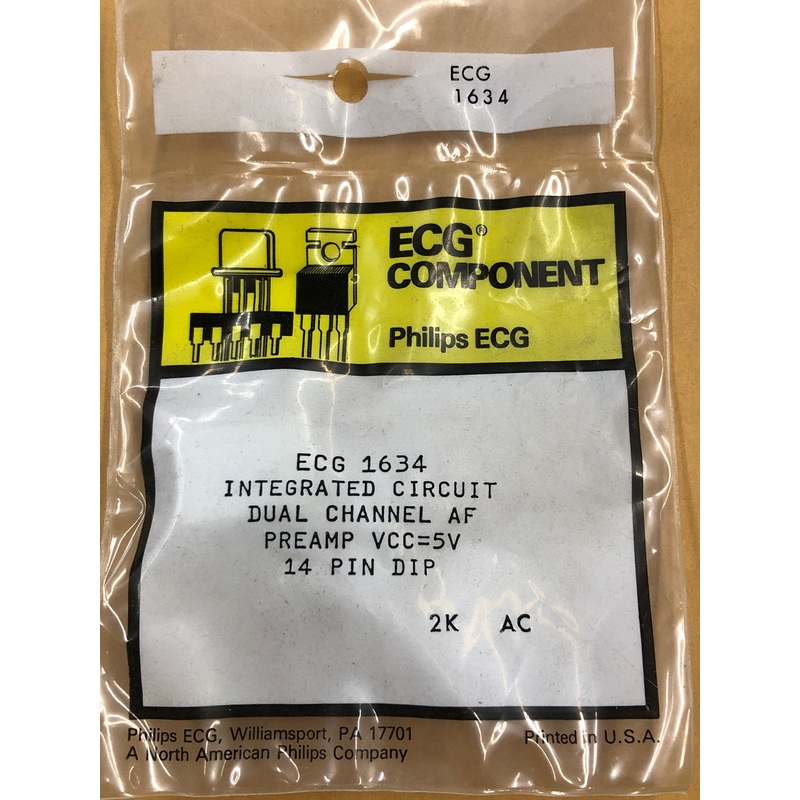 ECG
1634
ECG®
COMPONENT
Philips ECG
ECG 1634
INTEGRATED CIRCUIT
DUAL CHANNEL AF
PREAMP VCC=5V
14 PIN DIP
2K AC
Philips ECG, Williamsport, PA 17701
A North American Philips Company
Printed in U.S.A.